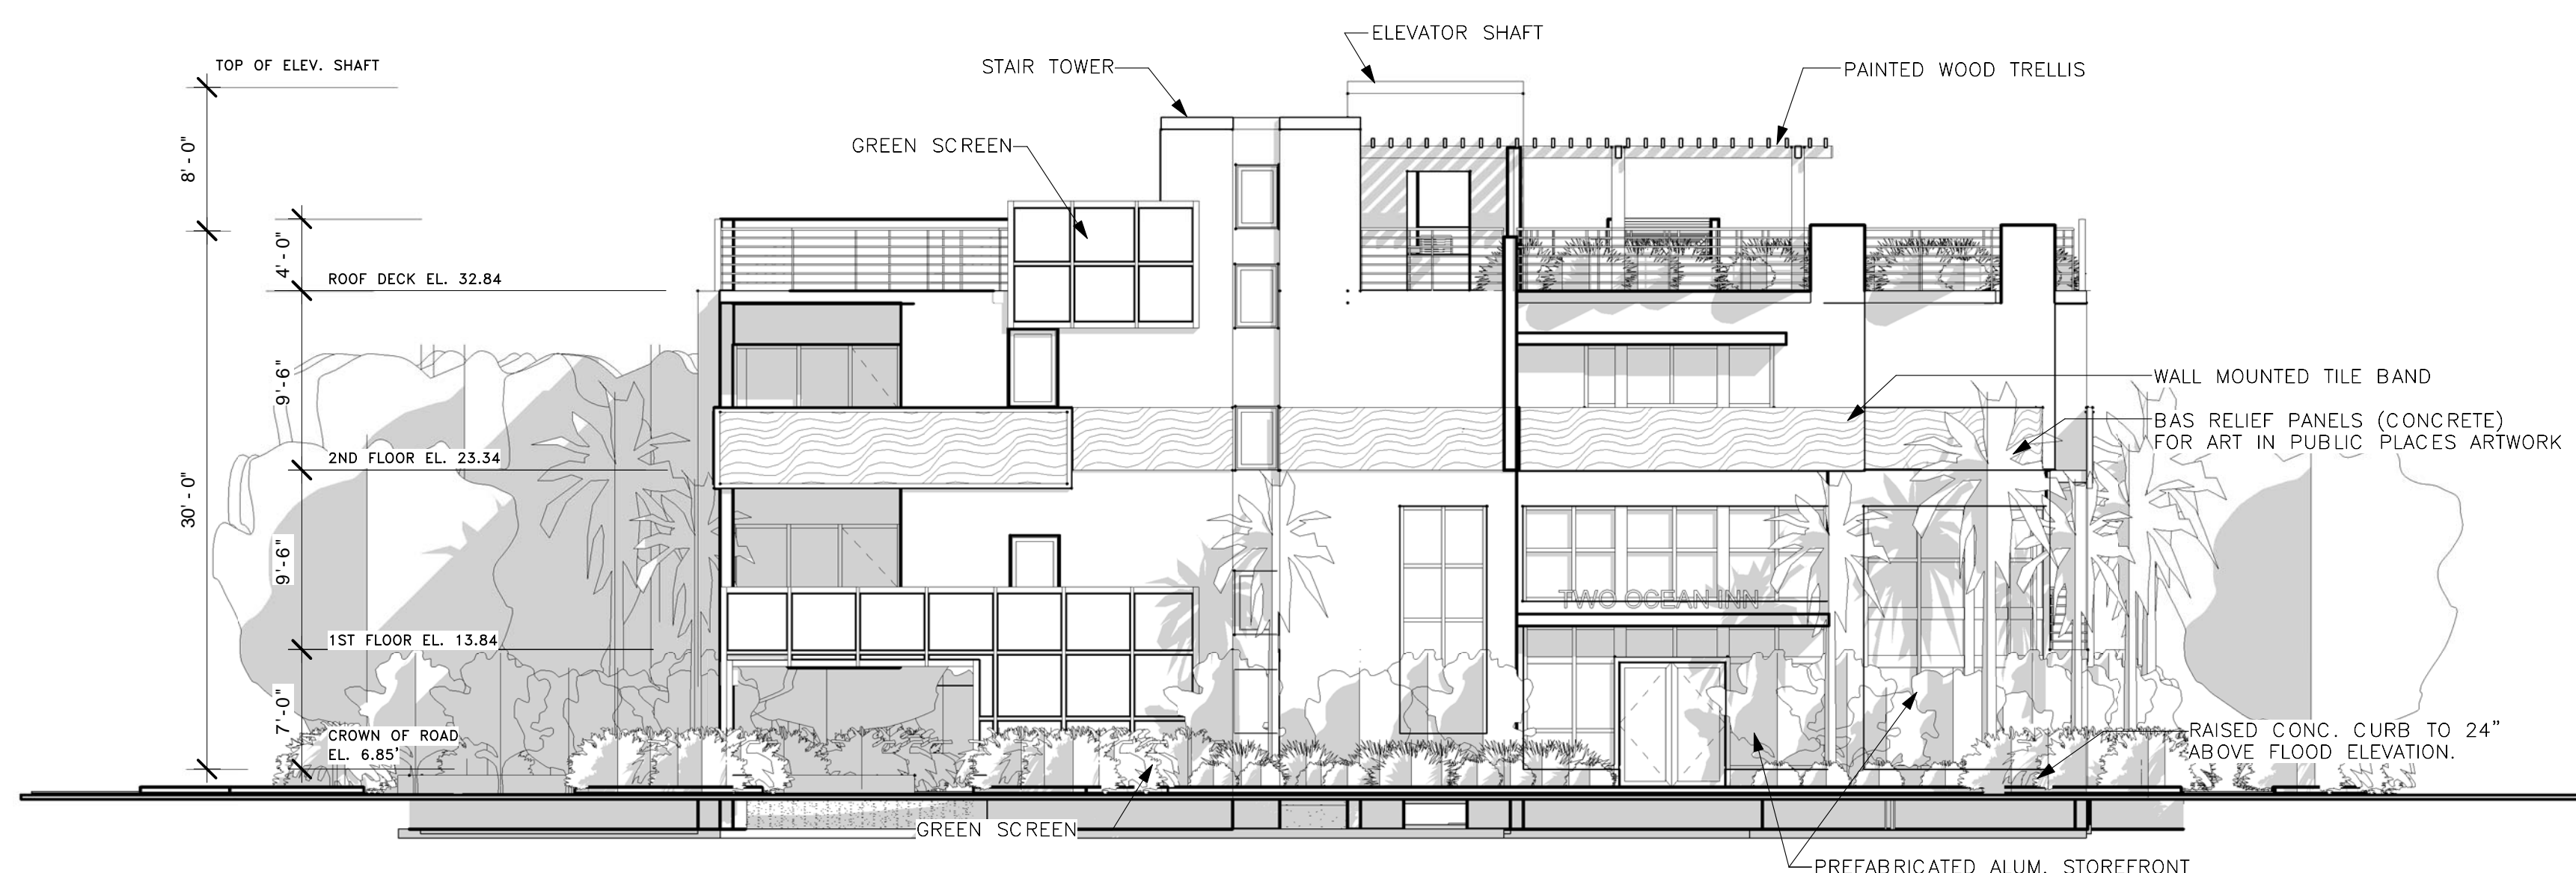 ELEVATOR SHAFT
TOP OF ELEV. SHAFT
STAIR TOWER
PAINTED WOOD TRELLIS
8'-0"
GREEN SCREEN
4'-0"
ROOF DECK EL. 32.84
9'-6"
WALL MOUNTED TILE BAND
BAS RELIEF PANELS (CONCRETE)
FOR ART IN PUBLIC PLACES ARTWORK
2ND FLOOR EL. 23.34
30'-0"
9'-6"
TWO OCEAN INN
1ST FLOOR EL. 13.84
7'-0"
CROWN OF ROAD
EL. 6.85'
RAISED CONC. CURB TO 24"
ABOVE FLOOD ELEVATION.
GREEN SCREEN
PREFABRICATED ALUM. STOREFRONT